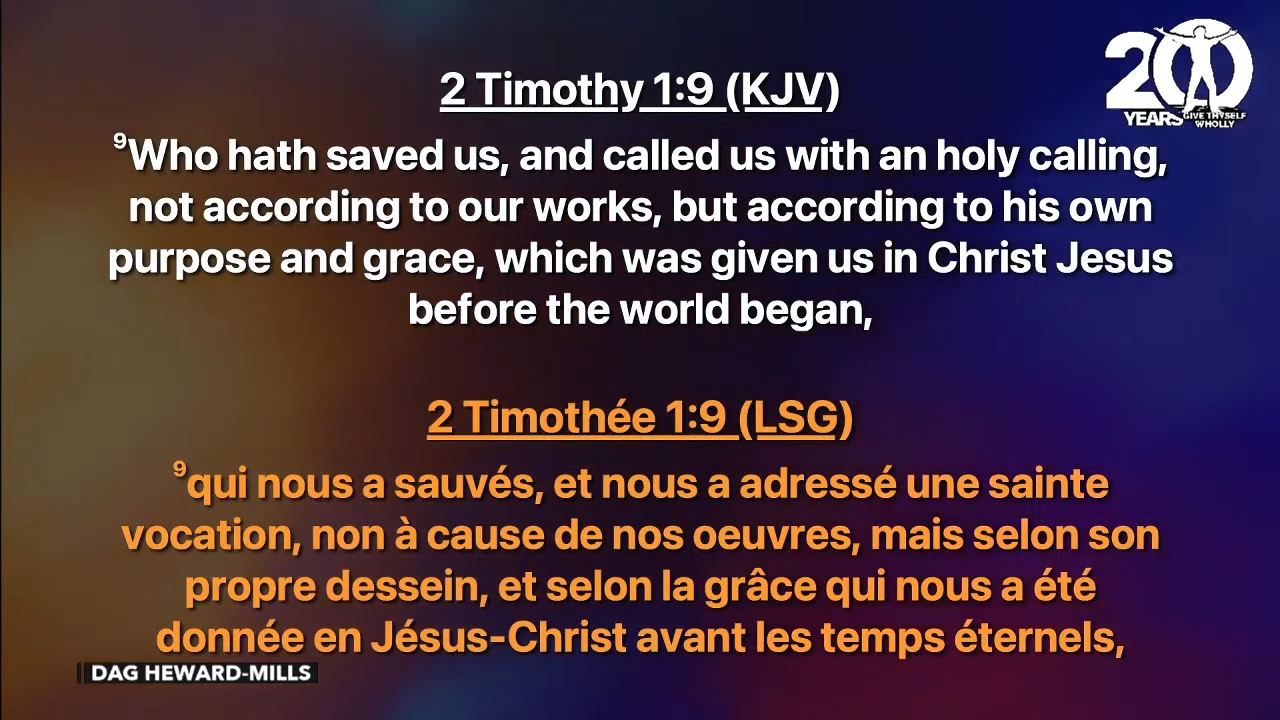 2 Timothy 1:9 (KJV)
⁹Who hath saved us, and called us with an holy calling,
not according to our works, but according to his own
purpose and grace, which was given us in Christ Jesus
before the world began,
2 Timothée 1:9 (LSG)
⁹qui nous a sauvés, et nous a adressé une sainte
vocation, non à cause de nos oeuvres, mais selon son
propre dessein, et selon la grâce qui nous a été
donnée en Jésus-Christ avant les temps éternels,
DAG HEWARD-MILLS
20
YEARS
GIVE THYSELF
WHOLLY